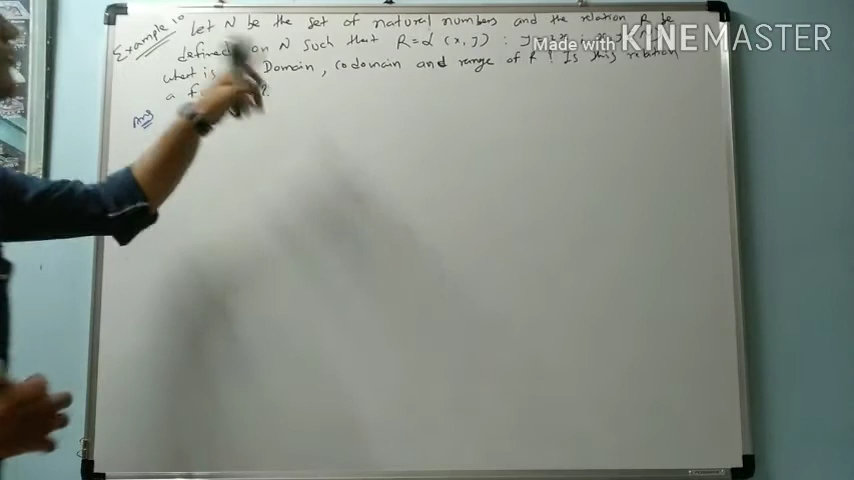 Example 10 Let N be the set of natural numbers and the relation R be
defined on N such that R={(x, y) : y=2x
what is Domain, codomain and range of R? Is this relation
a
Ans
Made with KINEMASTER